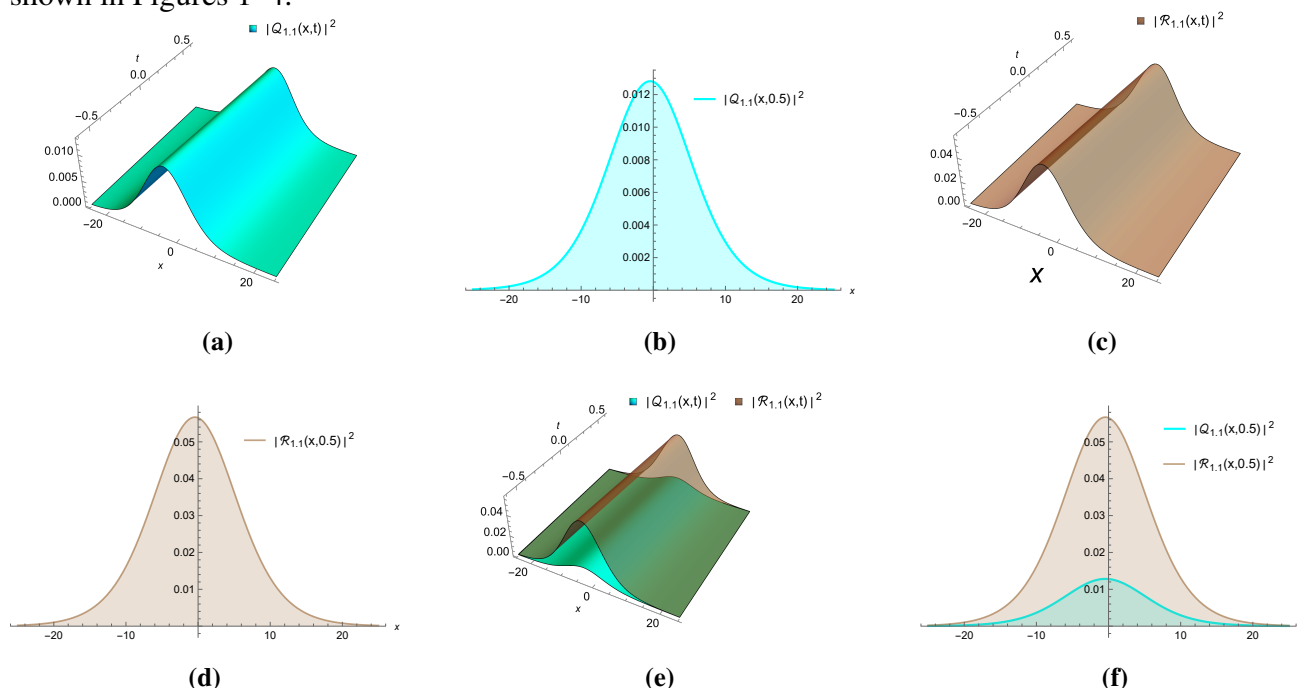 shown in Figures 1–4.
|Q1.1(x,t)|²
0.5
t
0.0
−0.5
0.010
0.005
0.000
−20
0
x
20
(a)
0.012
|Q1.1(x,0.5)|²
0.010
0.008
0.006
0.004
0.002
−20
−10
10
20
x
(b)
|R1.1(x,t)|²
0.5
t
0.0
−0.5
0.04
0.02
0.00
−20
0
x
20
(c)
0.05
|R1.1(x,0.5)|²
0.04
0.03
0.02
0.01
−20
−10
10
20
x
(d)
|Q1.1(x,t)|² |R1.1(x,t)|²
0.5
t
0.0
−0.5
0.04
0.02
0.00
−20
0
x
20
(e)
|Q1.1(x,0.5)|²
0.05
|R1.1(x,0.5)|²
0.04
0.03
0.02
0.01
−20
−10
10
20
(f)